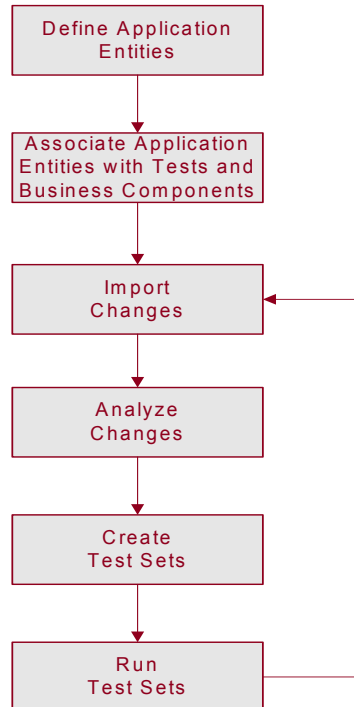 Define Application
Entities
Associate Application
Entities with Tests and
Business Components
Import
Changes
Analyze
Changes
Create
Test Sets
Run
Test Sets